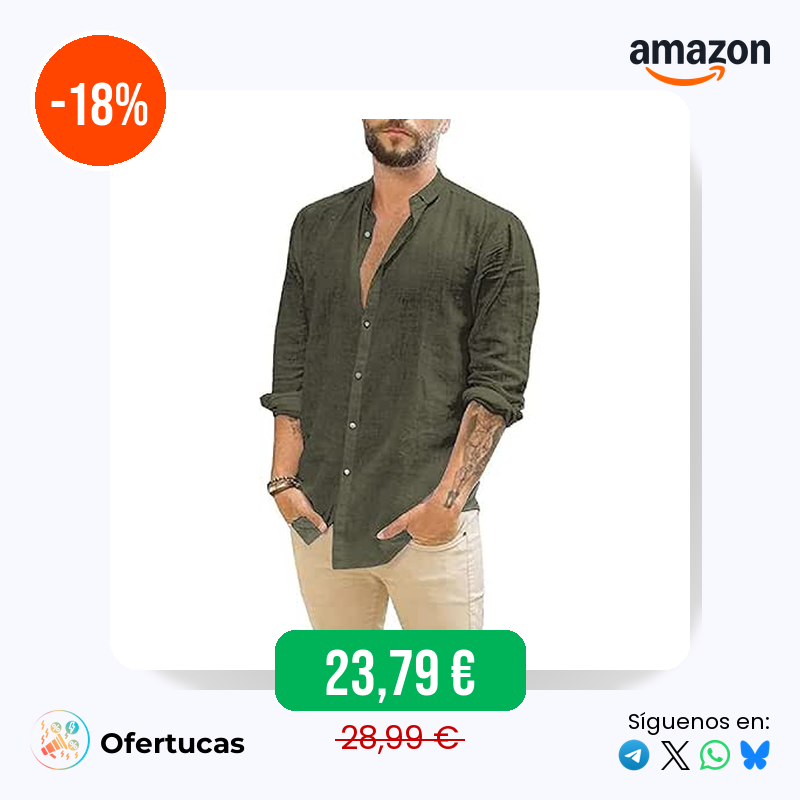 -18%
amazon
23,79 €
28,99 €
Ofertucas
Síguenos en: